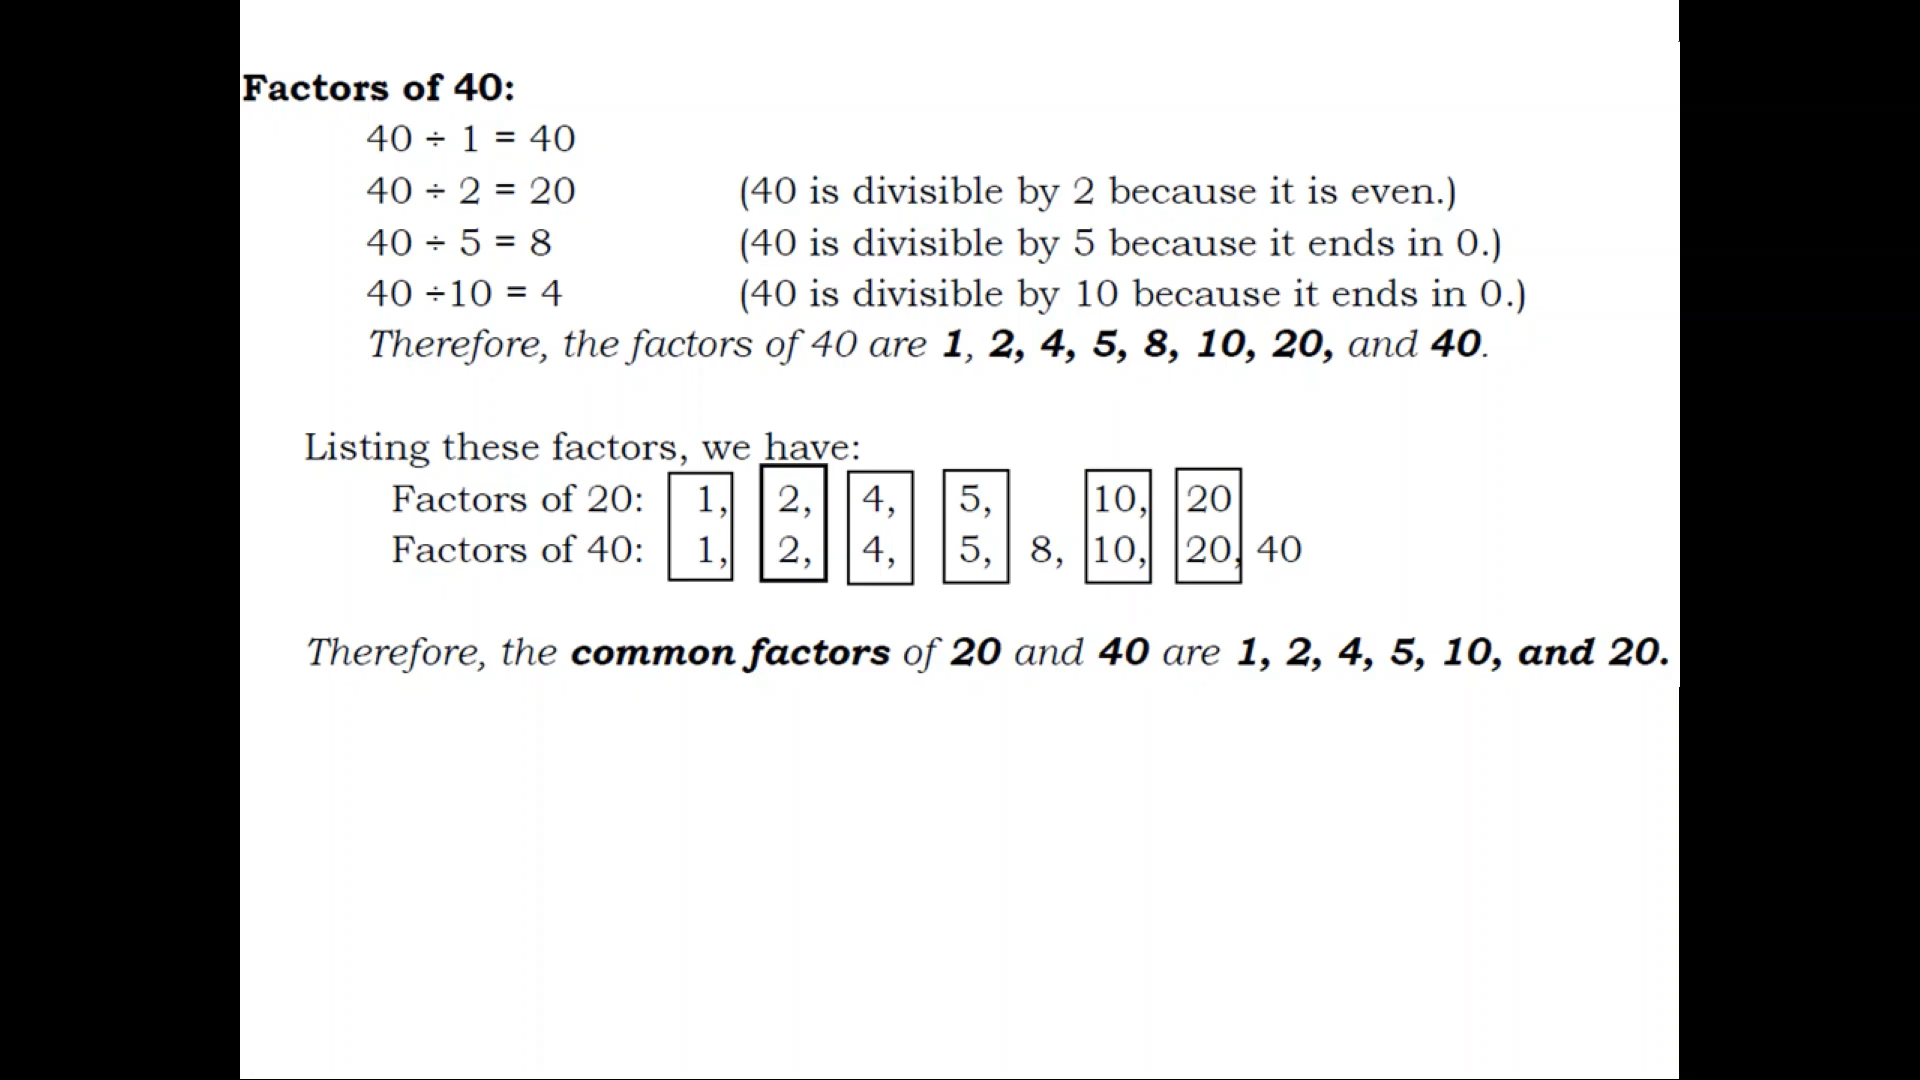 Factors of 40:
40 ÷ 1 = 40
40 ÷ 2 = 20 (40 is divisible by 2 because it is even.)
40 ÷ 5 = 8 (40 is divisible by 5 because it ends in 0.)
40 ÷10 = 4 (40 is divisible by 10 because it ends in 0.)
Therefore, the factors of 40 are 1, 2, 4, 5, 8, 10, 20, and 40.
Listing these factors, we have:
Factors of 20: 1, 2, 4, 5, 10, 20
Factors of 40: 1, 2, 4, 5, 8, 10, 20, 40
Therefore, the common factors of 20 and 40 are 1, 2, 4, 5, 10, and 20.